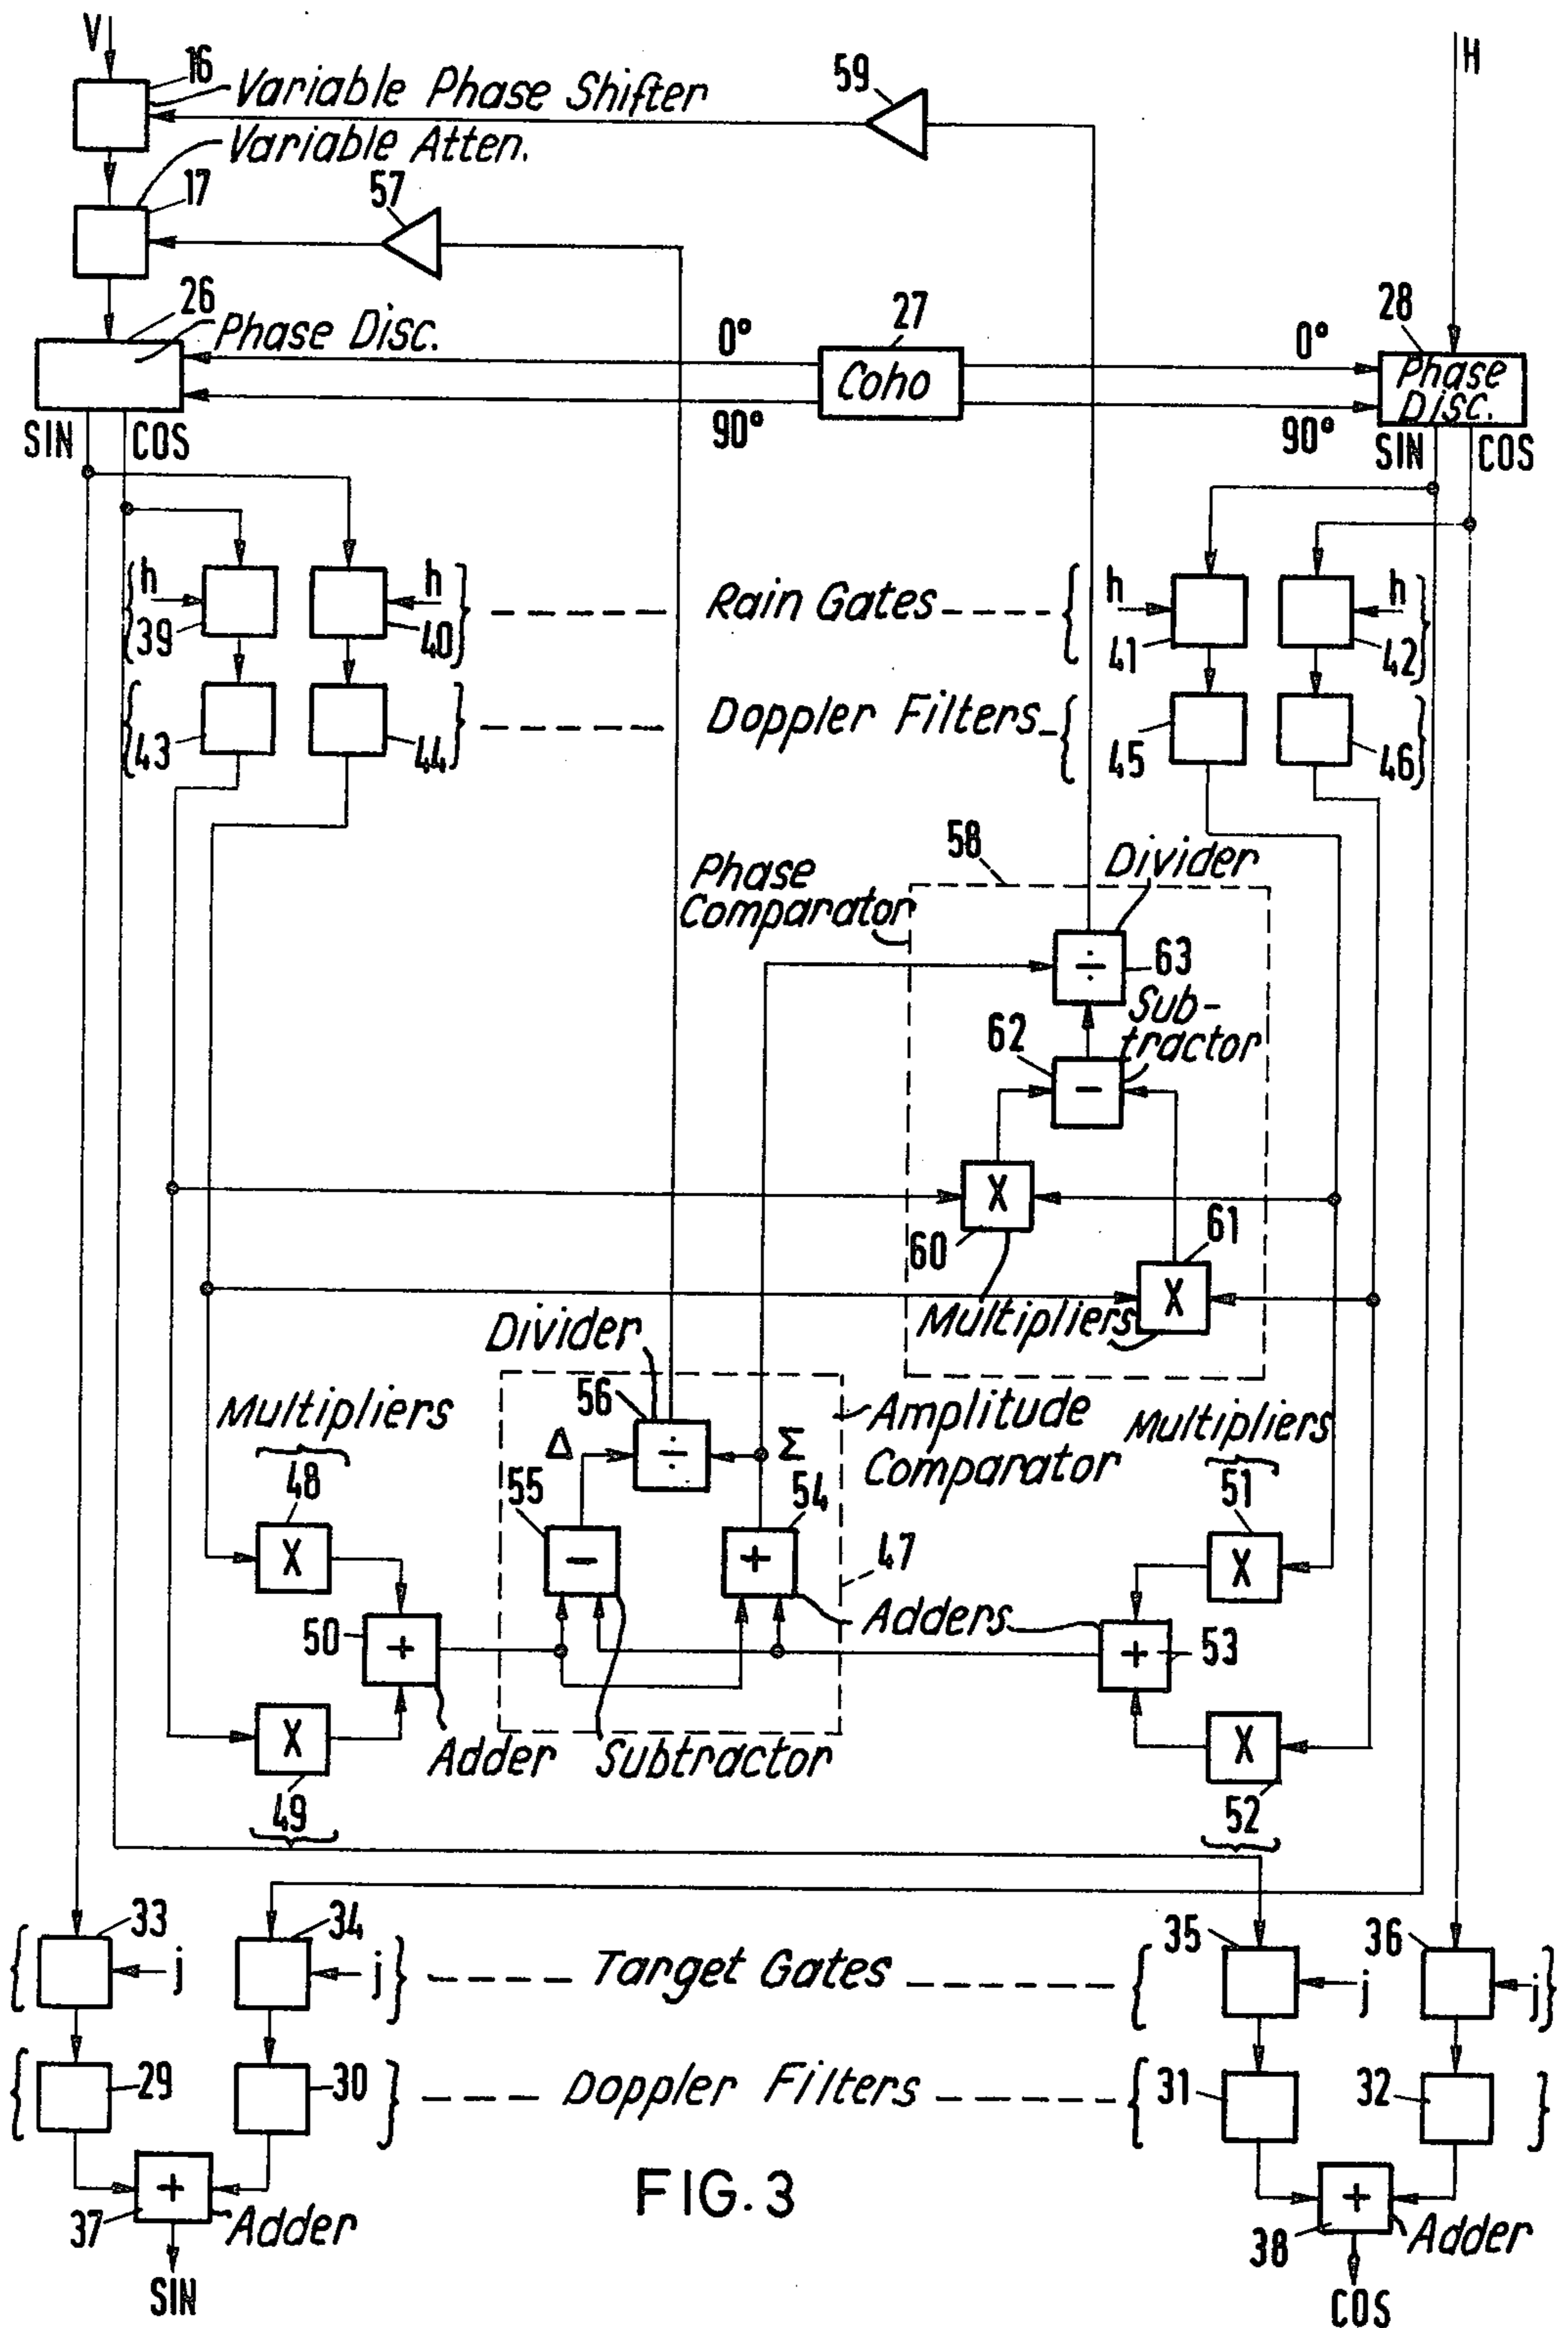 V
H
16
Variable Phase Shifter
59
Variable Atten.
17
57
26
Phase Disc.
0°
27
Coho
0°
28
Phase
Disc.
90°
90°
SIN
COS
SIN
COS
h
h
Rain Gates
h
h
39
40
41
42
Doppler Filters
43
44
45
46
58
Divider
Phase
Comparator
÷
63
Sub-
tractor
62
−
X
60
61
X
Multipliers
Divider
56
Multipliers
Amplitude
Comparator
Multipliers
Δ
÷
Σ
48
55
54
51
X
−
+
47
X
50
+
Adders
+
53
X
Adder
Subtractor
X
49
52
33
34
35
36
j
j
Target Gates
j
j
29
30
Doppler Filters
31
32
+
37
Adder
FIG. 3
+
38
Adder
SIN
COS